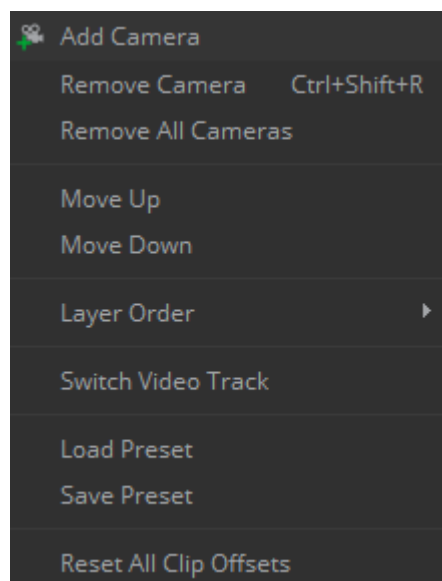 Add Camera
Remove Camera Ctrl+Shift+R
Remove All Cameras
Move Up
Move Down
Layer Order
Switch Video Track
Load Preset
Save Preset
Reset All Clip Offsets